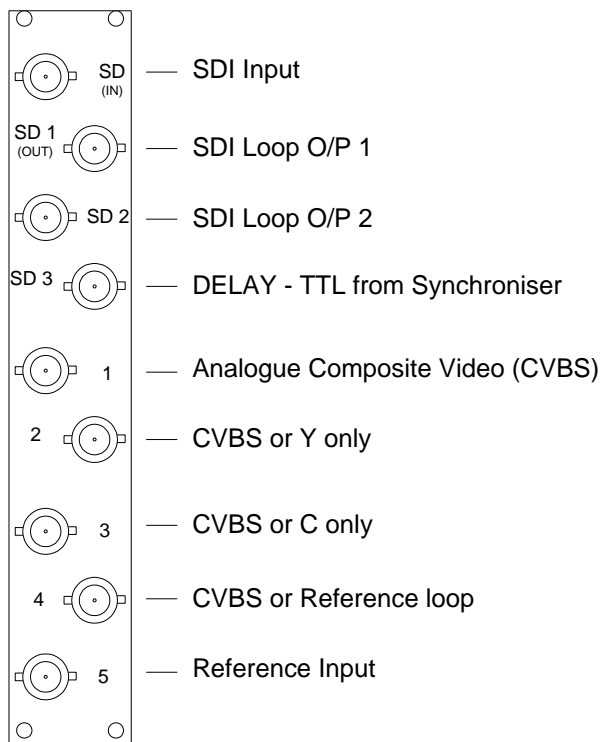 SD
(IN)
SDI Input
SD 1
(OUT)
SDI Loop O/P 1
SD 2
SDI Loop O/P 2
SD 3
DELAY - TTL from Synchroniser
1
Analogue Composite Video (CVBS)
2
CVBS or Y only
3
CVBS or C only
4
CVBS or Reference loop
5
Reference Input